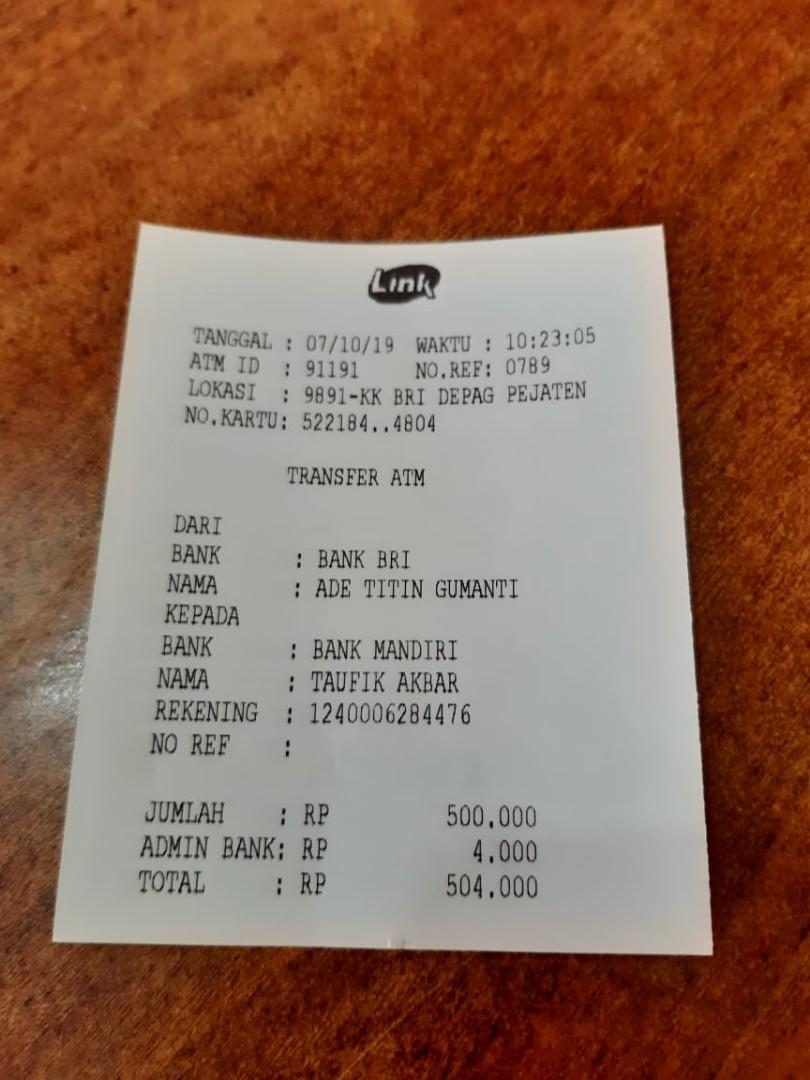 Link
TANGGAL : 07/10/19 WAKTU : 10:23:05
ATM ID : 91191 NO.REF: 0789
LOKASI : 9891-KK BRI DEPAG PEJATEN
NO.KARTU: 522184..4804
TRANSFER ATM
DARI
BANK : BANK BRI
NAMA : ADE TITIN GUMANTI
KEPADA
BANK : BANK MANDIRI
NAMA : TAUFIK AKBAR
REKENING : 1240006284476
NO REF :
JUMLAH : RP 500.000
ADMIN BANK: RP 4.000
TOTAL : RP 504.000